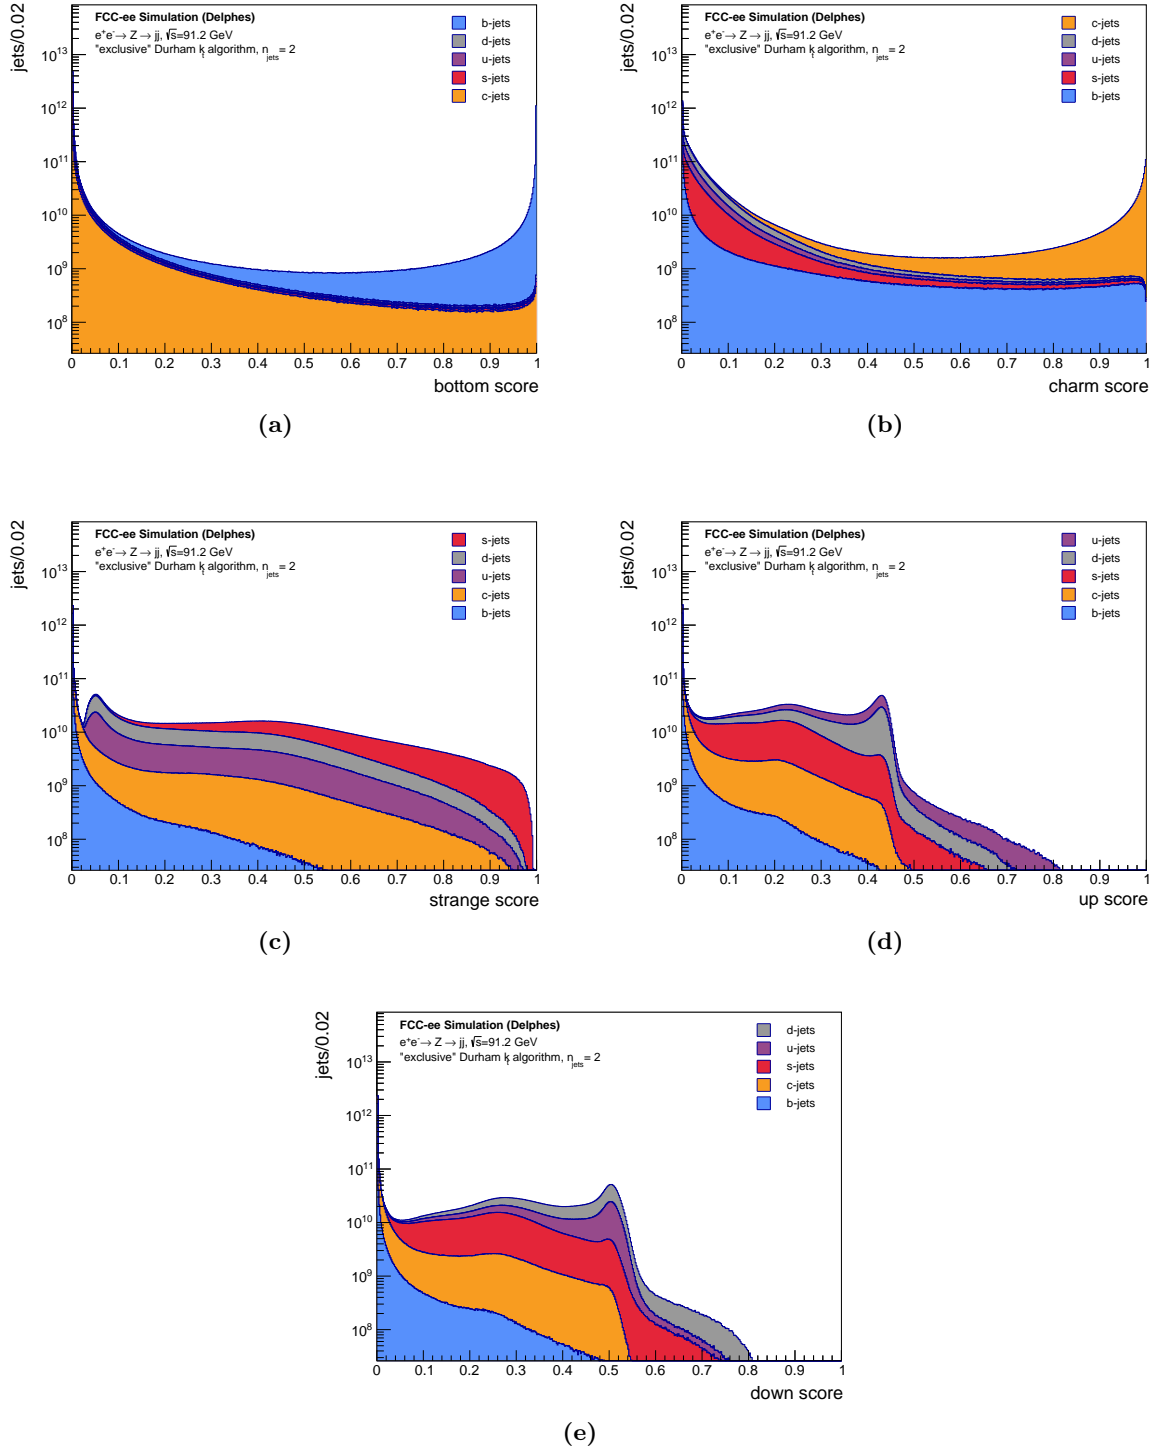 jets/0.02
FCC-ee Simulation (Delphes)
e⁺e⁻→ Z → jj, √s=91.2 GeV
"exclusive" Durham kₜ algorithm, n_jets = 2
b-jets
d-jets
u-jets
s-jets
c-jets
10¹³
10¹²
10¹¹
10¹⁰
10⁹
10⁸
0 0.1 0.2 0.3 0.4 0.5 0.6 0.7 0.8 0.9 1
bottom score
(a)
jets/0.02
FCC-ee Simulation (Delphes)
e⁺e⁻→ Z → jj, √s=91.2 GeV
"exclusive" Durham kₜ algorithm, n_jets = 2
c-jets
d-jets
u-jets
s-jets
b-jets
10¹³
10¹²
10¹¹
10¹⁰
10⁹
10⁸
0 0.1 0.2 0.3 0.4 0.5 0.6 0.7 0.8 0.9 1
charm score
(b)
jets/0.02
FCC-ee Simulation (Delphes)
e⁺e⁻→ Z → jj, √s=91.2 GeV
"exclusive" Durham kₜ algorithm, n_jets = 2
s-jets
d-jets
u-jets
c-jets
b-jets
10¹³
10¹²
10¹¹
10¹⁰
10⁹
10⁸
0 0.1 0.2 0.3 0.4 0.5 0.6 0.7 0.8 0.9 1
strange score
(c)
jets/0.02
FCC-ee Simulation (Delphes)
e⁺e⁻→ Z → jj, √s=91.2 GeV
"exclusive" Durham kₜ algorithm, n_jets = 2
u-jets
d-jets
s-jets
c-jets
b-jets
10¹³
10¹²
10¹¹
10¹⁰
10⁹
10⁸
0 0.1 0.2 0.3 0.4 0.5 0.6 0.7 0.8 0.9 1
up score
(d)
jets/0.02
FCC-ee Simulation (Delphes)
e⁺e⁻→ Z → jj, √s=91.2 GeV
"exclusive" Durham kₜ algorithm, n_jets = 2
d-jets
u-jets
s-jets
c-jets
b-jets
10¹³
10¹²
10¹¹
10¹⁰
10⁹
10⁸
0 0.1 0.2 0.3 0.4 0.5 0.6 0.7 0.8 0.9 1
down score
(e)